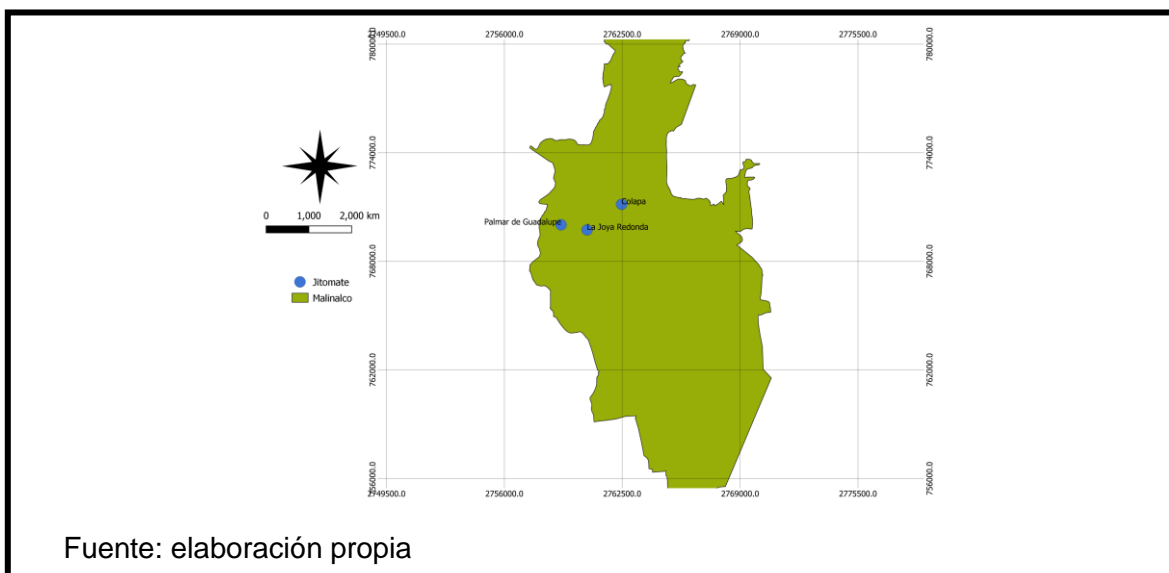 2749500.0 2756000.0 2762500.0 2769000.0 2775500.0
780000.0 780000.0
774000.0 774000.0
Colapa
Palmar de Guadalupe La Joya Redonda
0 1,000 2,000 km
768000.0 768000.0
Jitomate
Malinalco
762000.0 762000.0
756000.0 756000.0
2749500.0 2756000.0 2762500.0 2769000.0 2775500.0
Fuente: elaboración propia